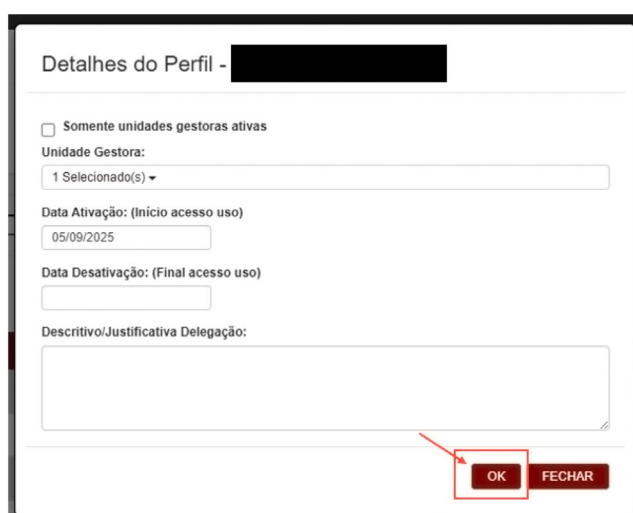 Detalhes do Perfil -
Somente unidades gestoras ativas
Unidade Gestora:
1 Selecionado(s)
Data Ativação: (Início acesso uso)
05/09/2025
Data Desativação: (Final acesso uso)
Descritivo/Justificativa Delegação:
OK FECHAR